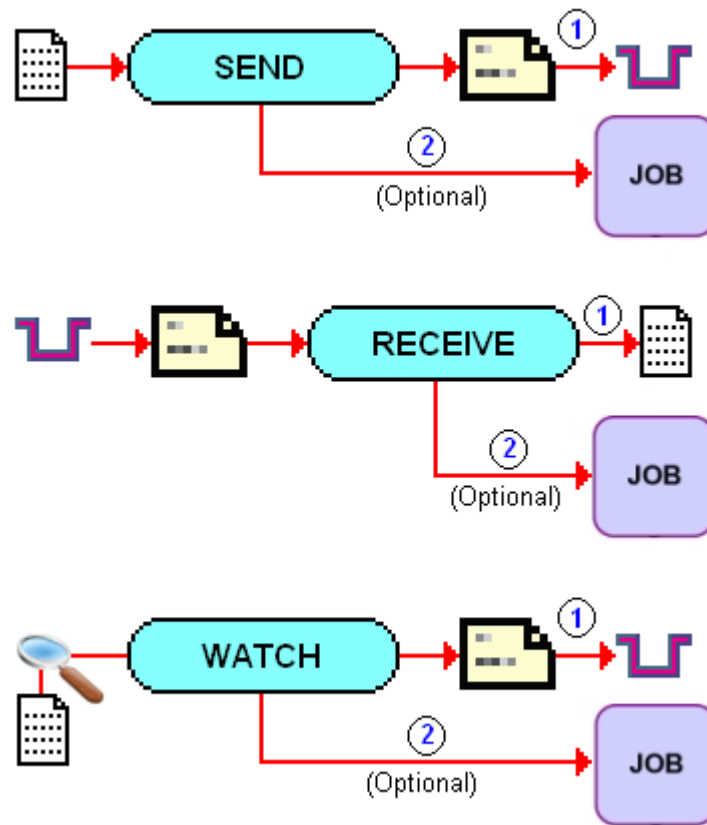 1
SEND
2
(Optional)
JOB
1
RECEIVE
2
(Optional)
JOB
1
WATCH
2
(Optional)
JOB